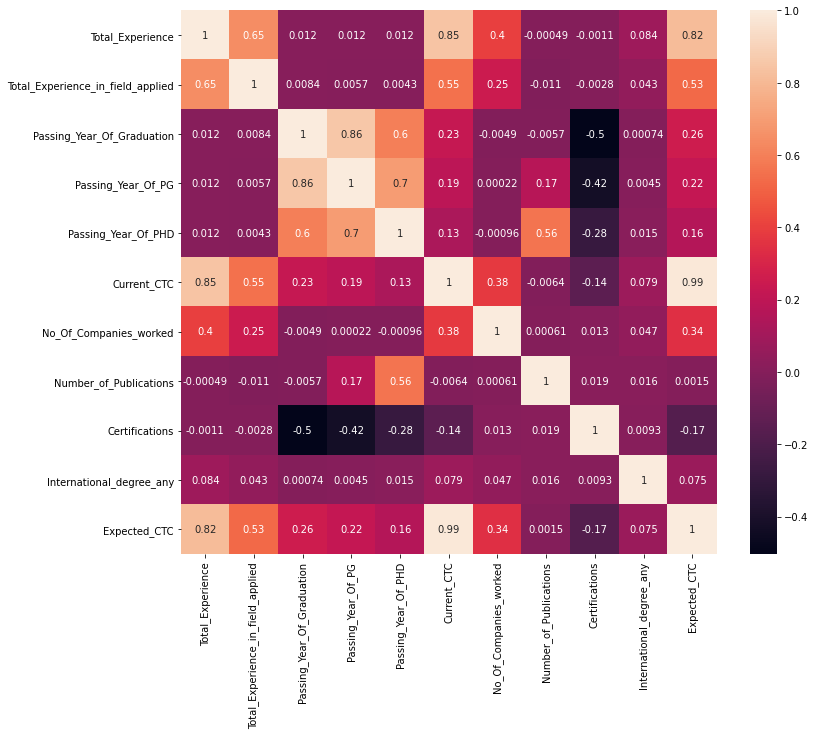 Total_Experience 1 0.65 0.012 0.012 0.012 0.85 0.4 -0.00049 -0.0011 0.084 0.82
Total_Experience_in_field_applied 0.65 1 0.0084 0.0057 0.0043 0.55 0.25 -0.011 -0.0028 0.043 0.53
Passing_Year_Of_Graduation 0.012 0.0084 1 0.86 0.6 0.23 -0.0049 -0.0057 -0.5 0.00074 0.26
Passing_Year_Of_PG 0.012 0.0057 0.86 1 0.7 0.19 0.00022 0.17 -0.42 0.0045 0.22
Passing_Year_Of_PHD 0.012 0.0043 0.6 0.7 1 0.13 -0.00096 0.56 -0.28 0.015 0.16
Current_CTC 0.85 0.55 0.23 0.19 0.13 1 0.38 -0.0064 -0.14 0.079 0.99
No_Of_Companies_worked 0.4 0.25 -0.0049 0.00022 -0.00096 0.38 1 0.00061 0.013 0.047 0.34
Number_of_Publications -0.00049 -0.011 -0.0057 0.17 0.56 -0.0064 0.00061 1 0.019 0.016 0.0015
Certifications -0.0011 -0.0028 -0.5 -0.42 -0.28 -0.14 0.013 0.019 1 0.0093 -0.17
International_degree_any 0.084 0.043 0.00074 0.0045 0.015 0.079 0.047 0.016 0.0093 1 0.075
Expected_CTC 0.82 0.53 0.26 0.22 0.16 0.99 0.34 0.0015 -0.17 0.075 1
Total_Experience
Total_Experience_in_field_applied
Passing_Year_Of_Graduation
Passing_Year_Of_PG
Passing_Year_Of_PHD
Current_CTC
No_Of_Companies_worked
Number_of_Publications
Certifications
International_degree_any
Expected_CTC
1.0
0.8
0.6
0.4
0.2
0.0
−0.2
−0.4